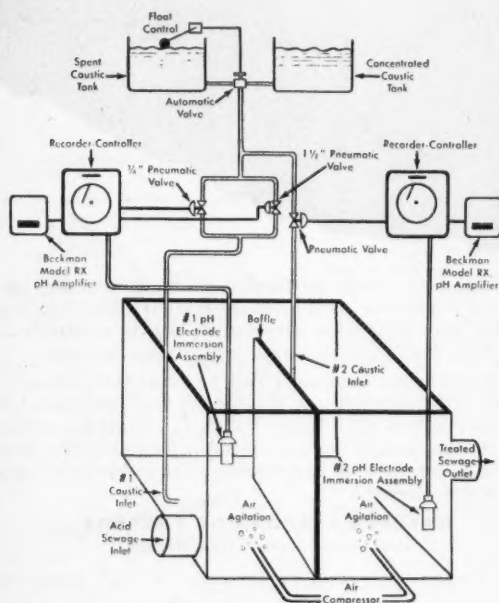 Float
Control
Spent
Caustic
Tank
Concentrated
Caustic
Tank
Automatic
Valve
Recorder-Controller
¾" Pneumatic
Valve
1½" Pneumatic
Valve
Recorder-Controller
Beckman
Model RX
pH Amplifier
Pneumatic Valve
Beckman
Model RX
pH Amplifier
#1 pH
Electrode
Immersion
Assembly
Baffle
#2 Caustic
Inlet
#1
Caustic
Inlet
Acid
Sewage
Inlet
Air
Agitation
Air
Agitation
#2 pH Electrode
Immersion Assembly
Treated
Sewage
Outlet
Air
Compressor